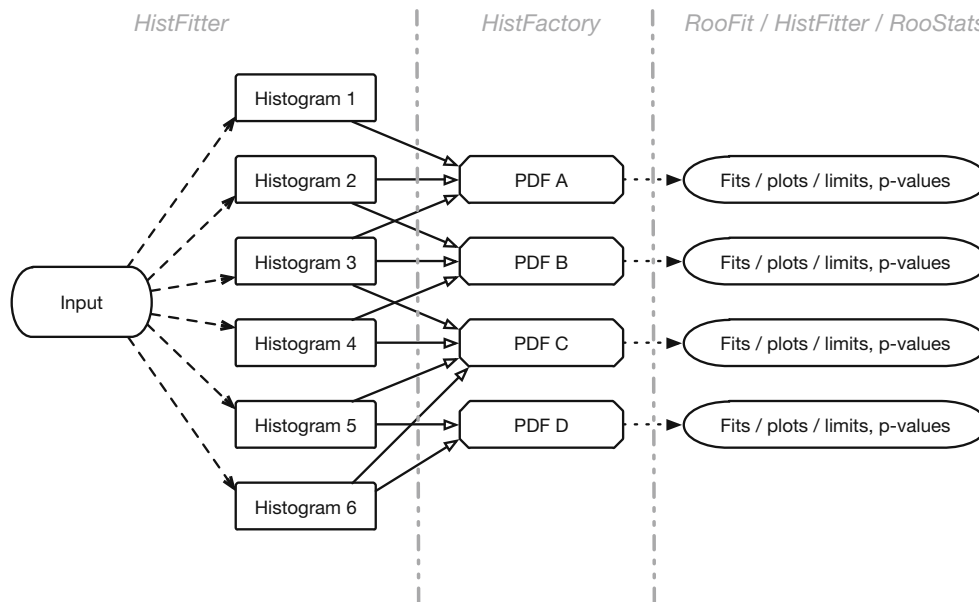 HistFitter
HistFactory
RooFit / HistFitter / RooStats
Histogram 1
Histogram 2
PDF A
Fits / plots / limits, p-values
Histogram 3
PDF B
Fits / plots / limits, p-values
Input
Histogram 4
PDF C
Fits / plots / limits, p-values
Histogram 5
PDF D
Fits / plots / limits, p-values
Histogram 6